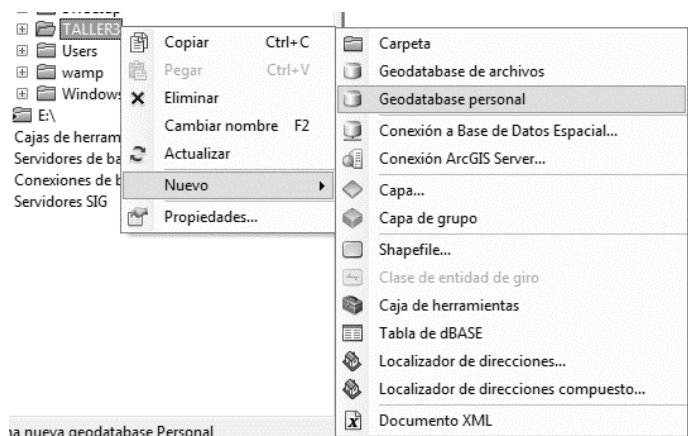 TALLER3
Users
wamp
Windows
E:\
Cajas de herram
Servidores de ba
Conexiones de b
Servidores SIG
Copiar Ctrl+C
Pegar Ctrl+V
Eliminar
Cambiar nombre F2
Actualizar
Nuevo
Propiedades...
Carpeta
Geodatabase de archivos
Geodatabase personal
Conexión a Base de Datos Espacial...
Conexión ArcGIS Server...
Capa...
Capa de grupo
Shapefile...
Clase de entidad de giro
Caja de herramientas
Tabla de dBASE
Localizador de direcciones...
Localizador de direcciones compuesto...
Documento XML
na nueva geodatabase Personal